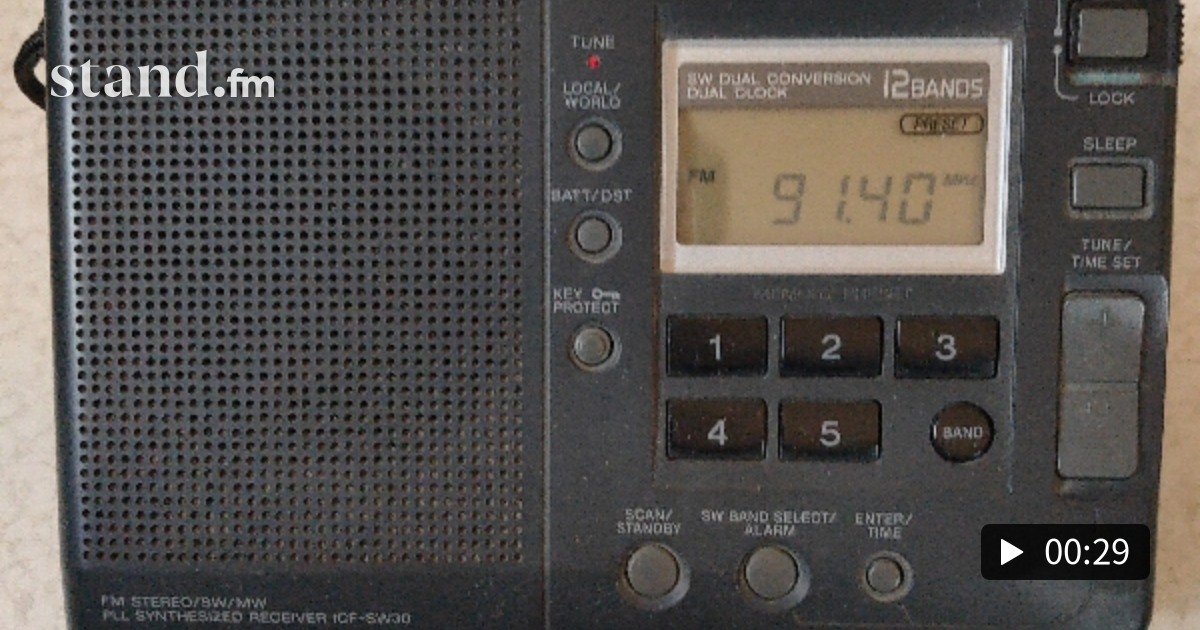 stand.fm
TUNE
LOCAL/
WORLD
BATT/DST
KEY
PROTECT
SW DUAL CONVERSION
DUAL CLOCK
12 BANDS
PRESET
FM
91.40
MHz
1
2
3
4
5
BAND
LOCK
SLEEP
TUNE/
TIME SET
+
SCAN/
STANDBY
SW BAND SELECT/
ALARM
ENTER/
TIME
00:29
FM STEREO/SW/MW
PLL SYNTHESIZED RECEIVER ICF-SW30